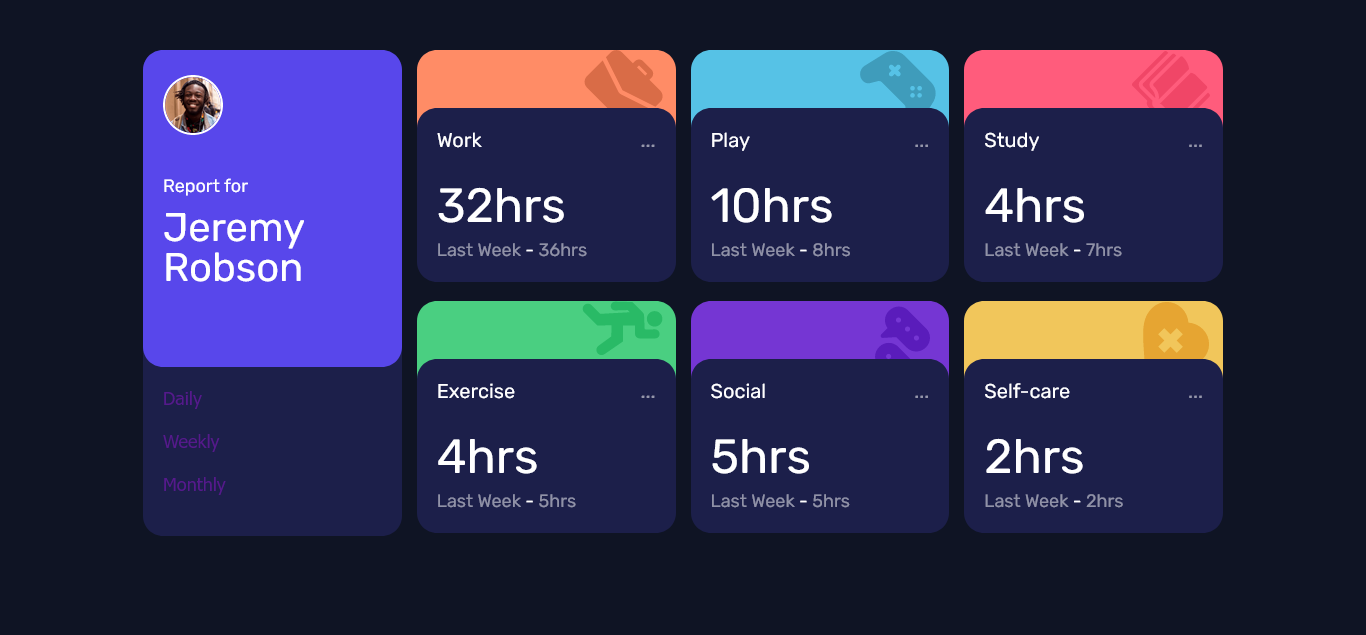 Report for
Jeremy
Robson
Daily
Weekly
Monthly
Work
...
32hrs
Last Week - 36hrs
Play
...
10hrs
Last Week - 8hrs
Study
...
4hrs
Last Week - 7hrs
Exercise
...
4hrs
Last Week - 5hrs
Social
...
5hrs
Last Week - 5hrs
Self-care
...
2hrs
Last Week - 2hrs